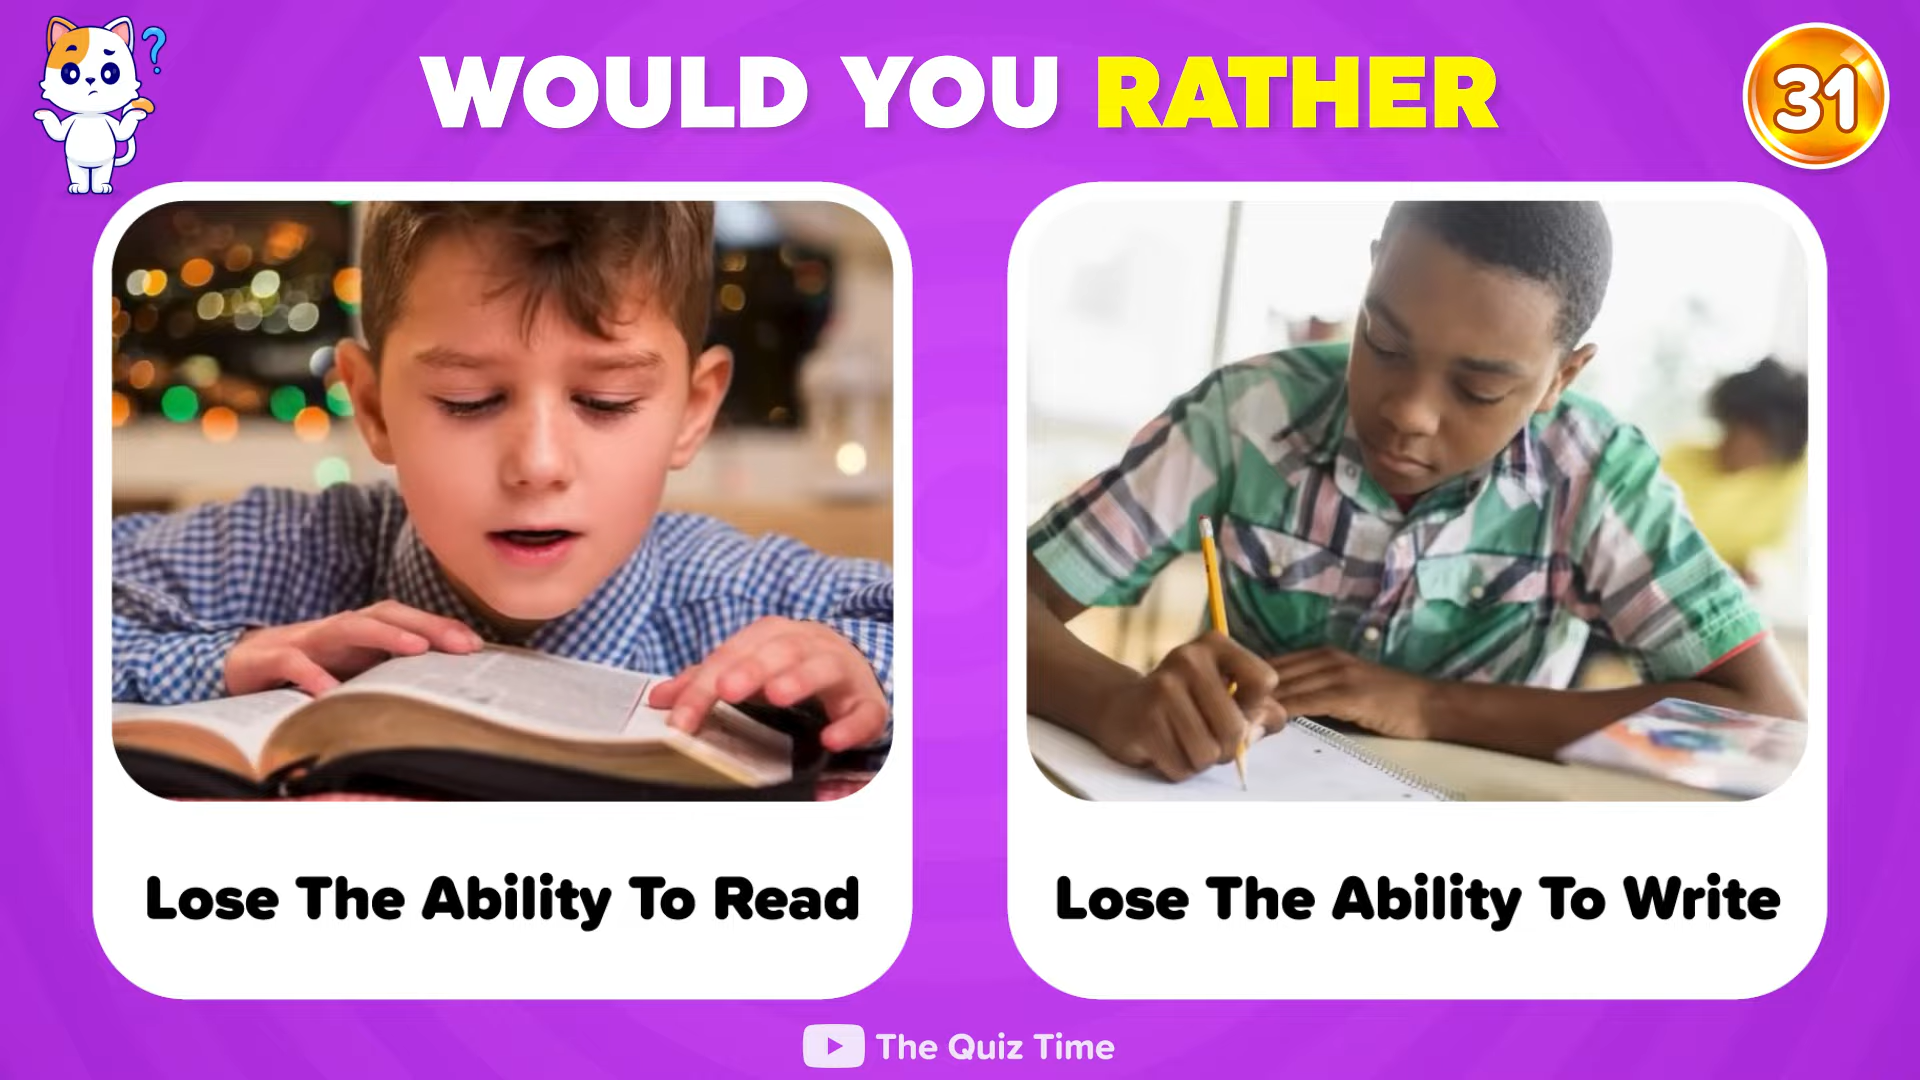 WOULD YOU RATHER
31
Lose The Ability To Read
Lose The Ability To Write
The Quiz Time